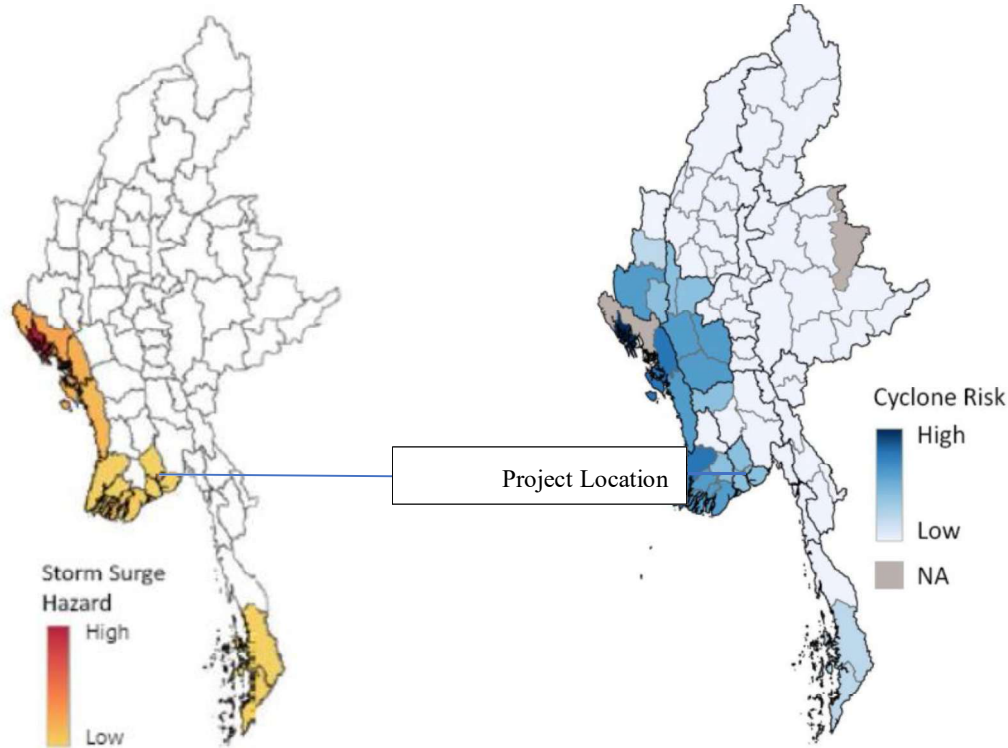 Project Location
Storm Surge
Hazard
High
Low
Cyclone Risk
High
Low
NA